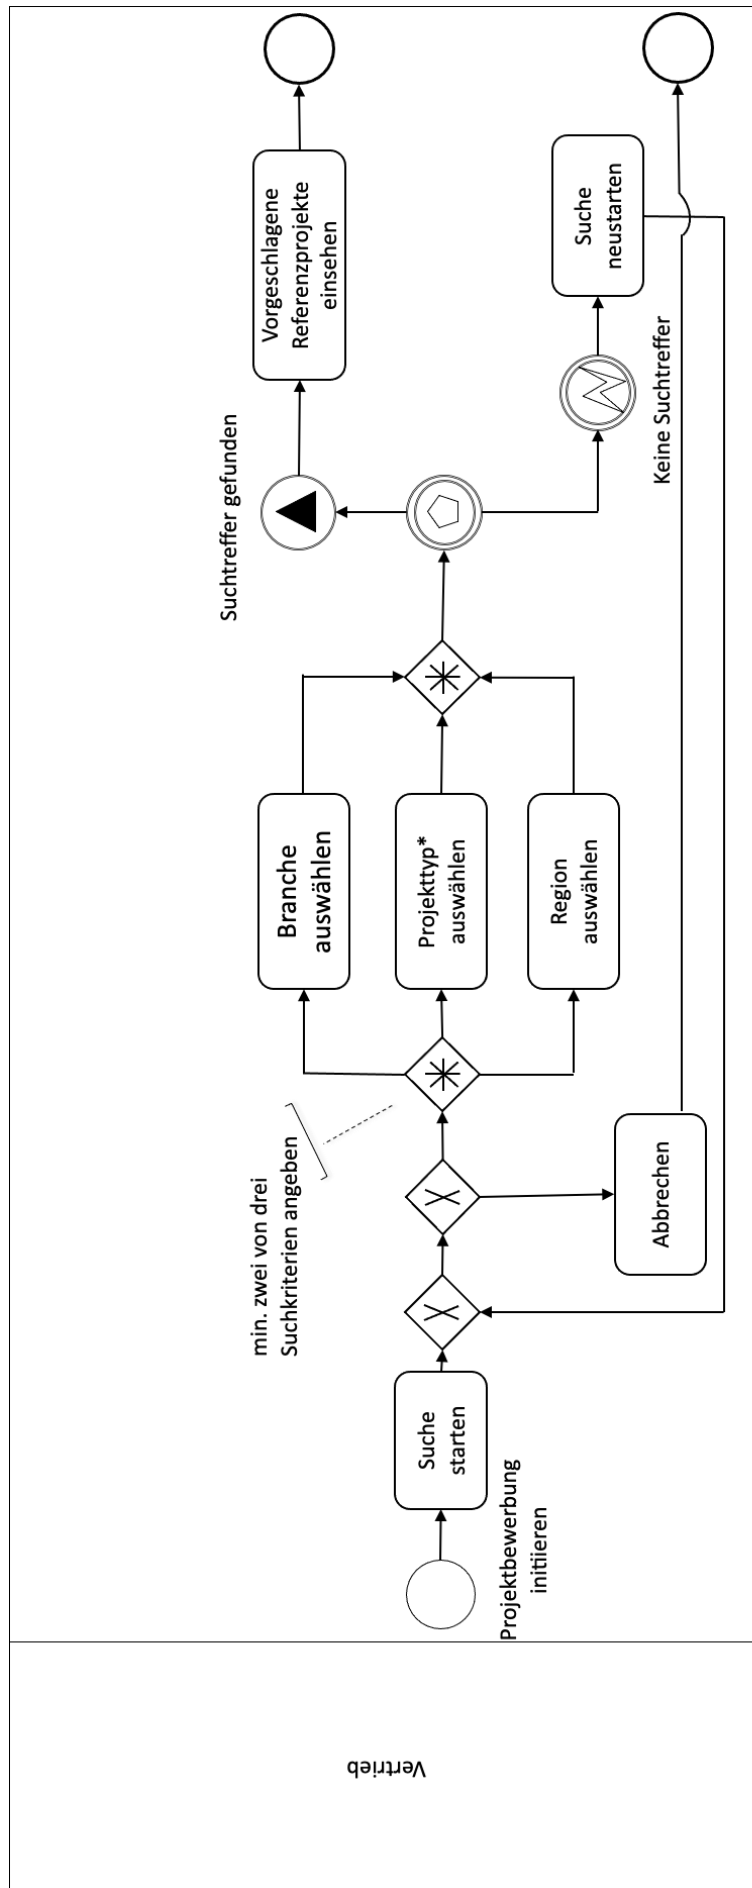 Vertrieb
Projektbewerbung
initiieren
Suche
starten
min. zwei von drei
Suchkriterien angeben
Abbrechen
Branche
auswählen
Projekttyp*
auswählen
Region
auswählen
Suchtreffer gefunden
Keine Suchtreffer
Vorgeschlagene
Referenzprojekte
einsehen
Suche
neustarten